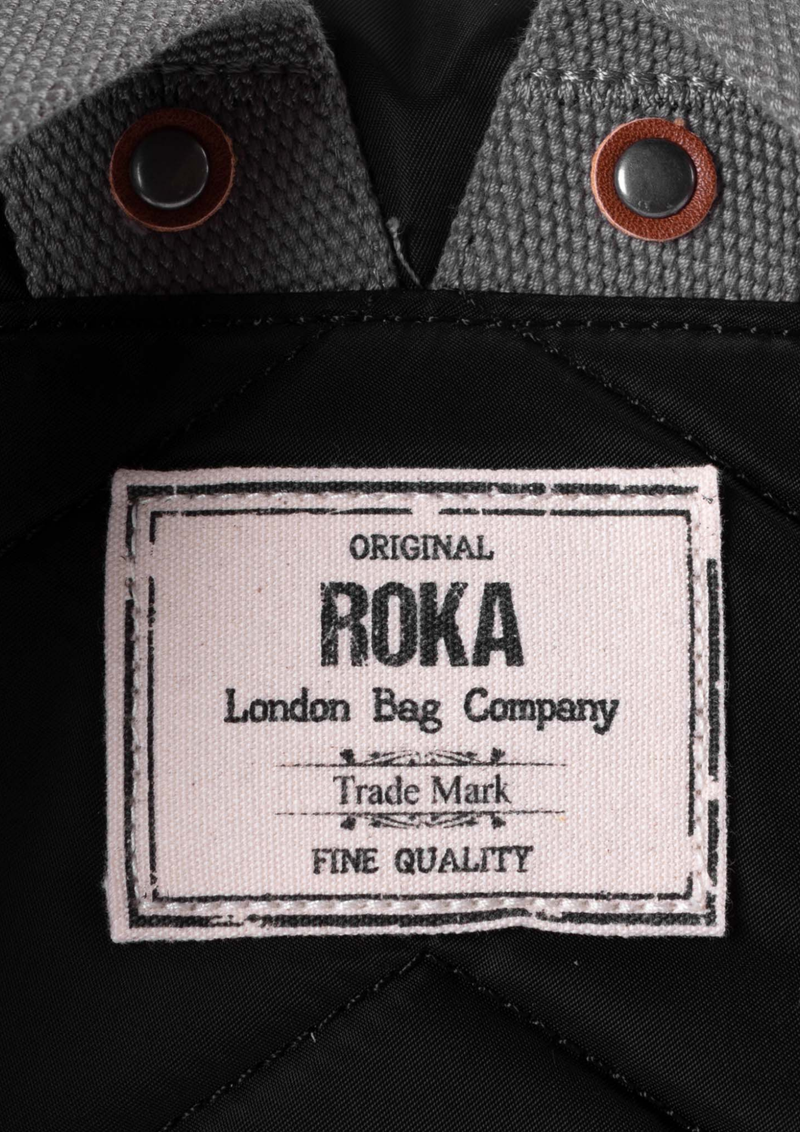 ORIGINAL
ROKA
London Bag Company
Trade Mark
FINE QUALITY